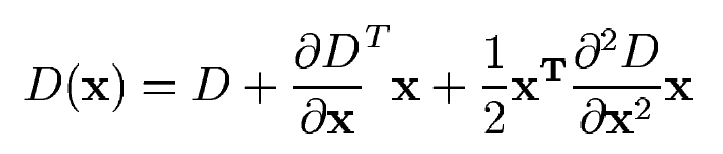 D(𝐱) = D + ∂D^T/∂𝐱 𝐱 + 1/2 𝐱^𝐓 ∂²D/∂𝐱² 𝐱